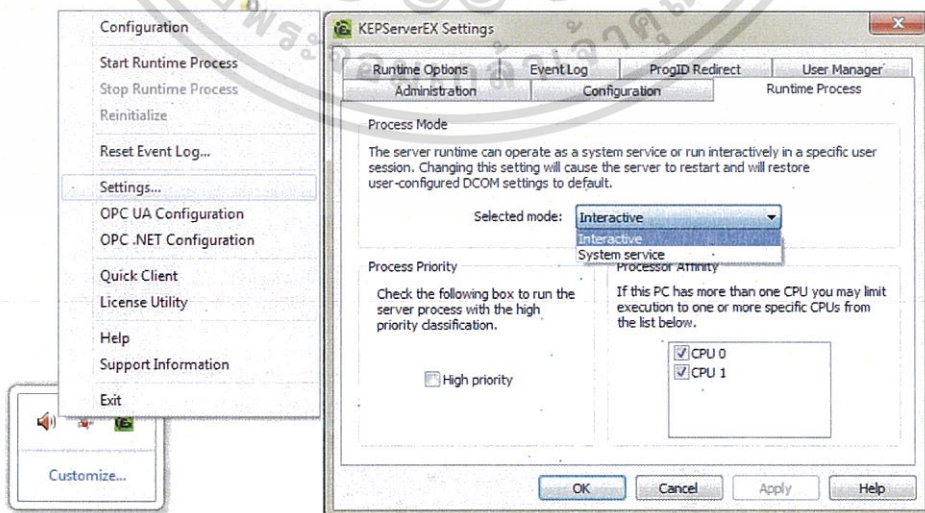 Configuration
Start Runtime Process
Stop Runtime Process
Reinitialize
Reset Event Log...
Settings...
OPC UA Configuration
OPC .NET Configuration
Quick Client
License Utility
Help
Support Information
Exit
Customize...
KEPServerEX Settings
Runtime Options
Event Log
ProgID Redirect
User Manager
Administration
Configuration
Runtime Process
Process Mode
The server runtime can operate as a system service or run interactively in a specific user
session. Changing this setting will cause the server to restart and will restore
user-configured DCOM settings to default.
Selected mode: Interactive
Interactive
System service
Process Priority
Check the following box to run the
server process with the high
priority classification.
High priority
Processor Affinity
If this PC has more than one CPU you may limit
execution to one or more specific CPUs from
the list below.
CPU 0
CPU 1
OK
Cancel
Apply
Help